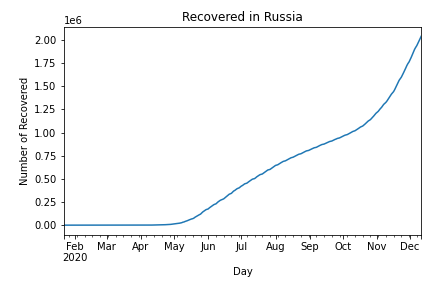 Recovered in Russia
1e6
2.00
1.75
1.50
1.25
1.00
0.75
0.50
0.25
0.00
Number of Recovered
Feb Mar Apr May Jun Jul Aug Sep Oct Nov Dec
2020
Day